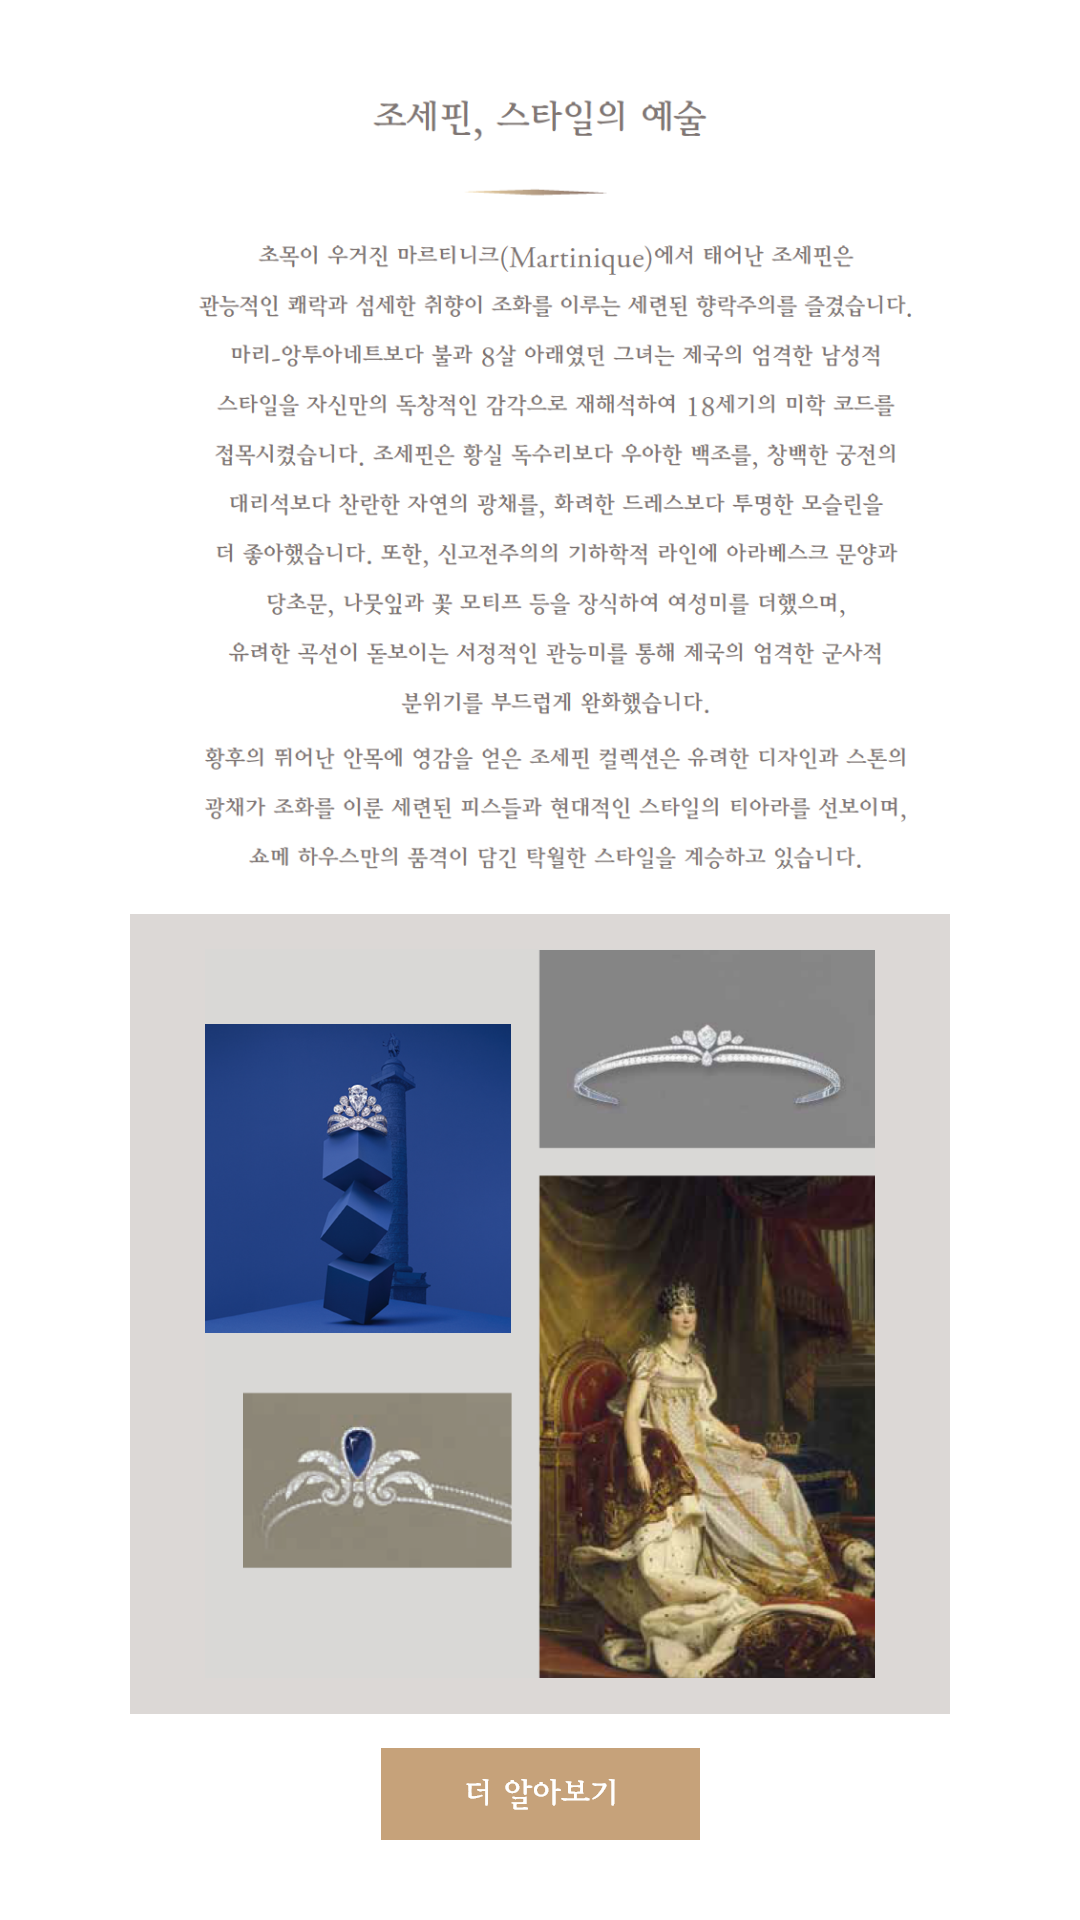 조세핀, 스타일의 예술
초목이 우거진 마르티니크(Martinique)에서 태어난 조세핀은
관능적인 쾌락과 섬세한 취향이 조화를 이루는 세련된 향락주의를 즐겼습니다.
마리-앙투아네트보다 불과 8살 아래였던 그녀는 제국의 엄격한 남성적
스타일을 자신만의 독창적인 감각으로 재해석하여 18세기의 미학 코드를
접목시켰습니다. 조세핀은 황실 독수리보다 우아한 백조를, 창백한 궁전의
대리석보다 찬란한 자연의 광채를, 화려한 드레스보다 투명한 모슬린을
더 좋아했습니다. 또한, 신고전주의의 기하학적 라인에 아라베스크 문양과
당초문, 나뭇잎과 꽃 모티프 등을 장식하여 여성미를 더했으며,
유려한 곡선이 돋보이는 서정적인 관능미를 통해 제국의 엄격한 군사적
분위기를 부드럽게 완화했습니다.
황후의 뛰어난 안목에 영감을 얻은 조세핀 컬렉션은 유려한 디자인과 스톤의
광채가 조화를 이룬 세련된 피스들과 현대적인 스타일의 티아라를 선보이며,
쇼메 하우스만의 품격이 담긴 탁월한 스타일을 계승하고 있습니다.
더 알아보기